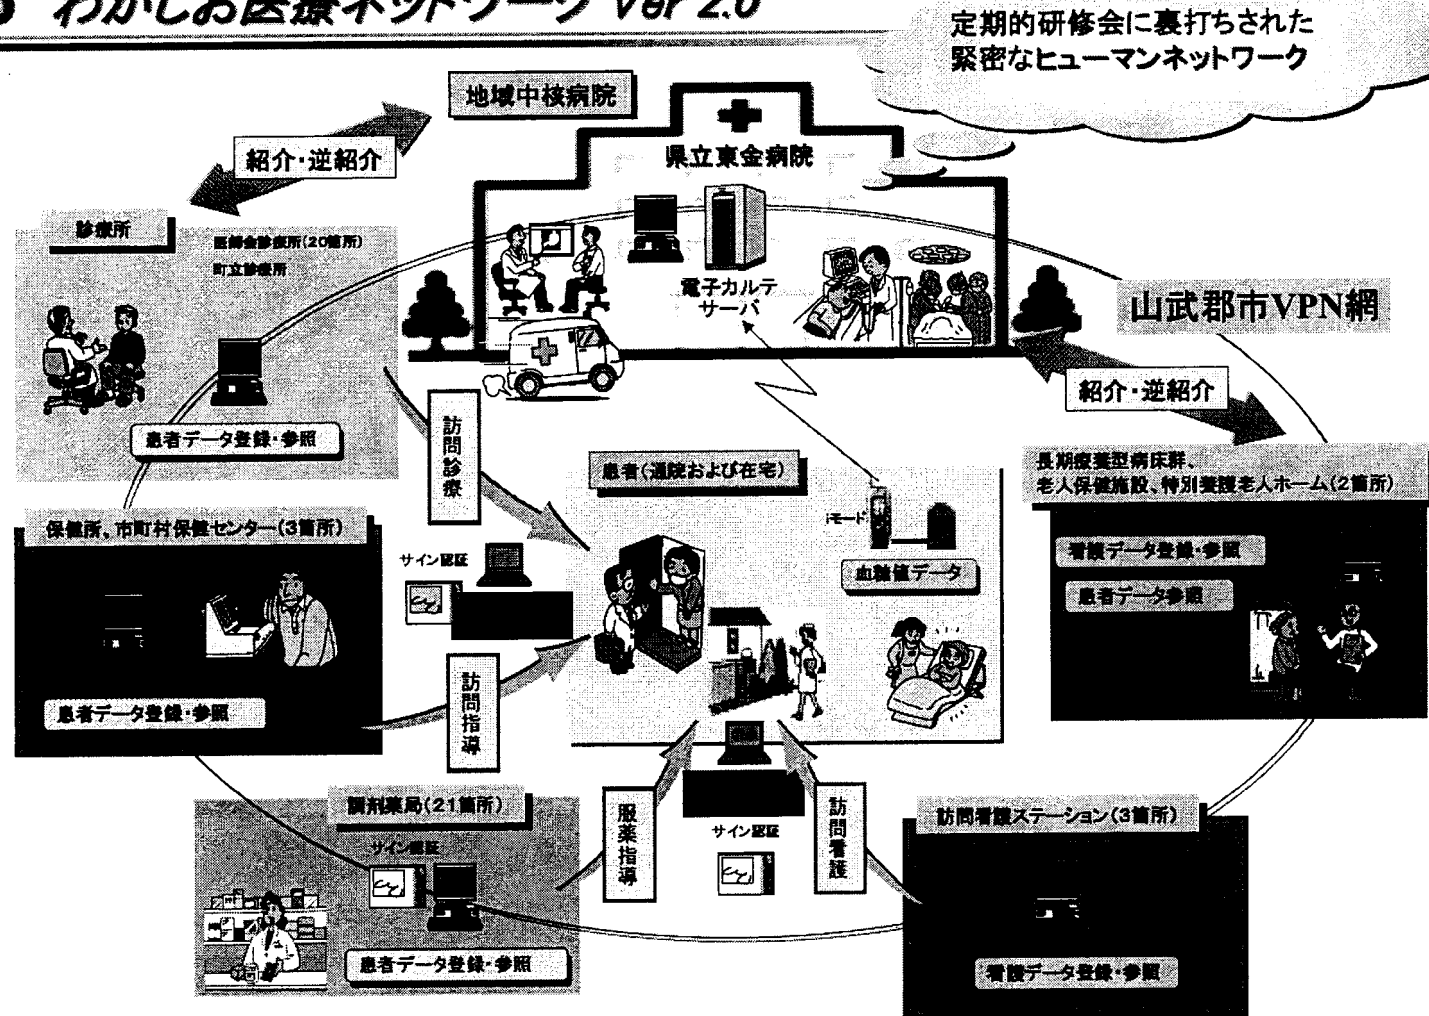 わかしお医療ネットワーク Ver 2.0
定期的研修会に裏打ちされた
緊密なヒューマンネットワーク
地域中核病院
紹介・逆紹介
県立東金病院
診療所
医師会診療所(20箇所)
町立診療所
電子カルテ
サーバ
山武郡市VPN網
紹介・逆紹介
患者データ登録・参照
訪問診療
患者(通院および在宅)
長期療養型病床群、
老人保健施設、特別養護老人ホーム(2箇所)
iモード
保健所、市町村保健センター(3箇所)
サイン認証
血糖値データ
看護データ登録・参照
患者データ参照
訪問指導
患者データ登録・参照
調剤薬局(21箇所)
サイン認証
服薬指導
サイン認証
訪問看護
訪問看護ステーション(3箇所)
患者データ登録・参照
看護データ登録・参照